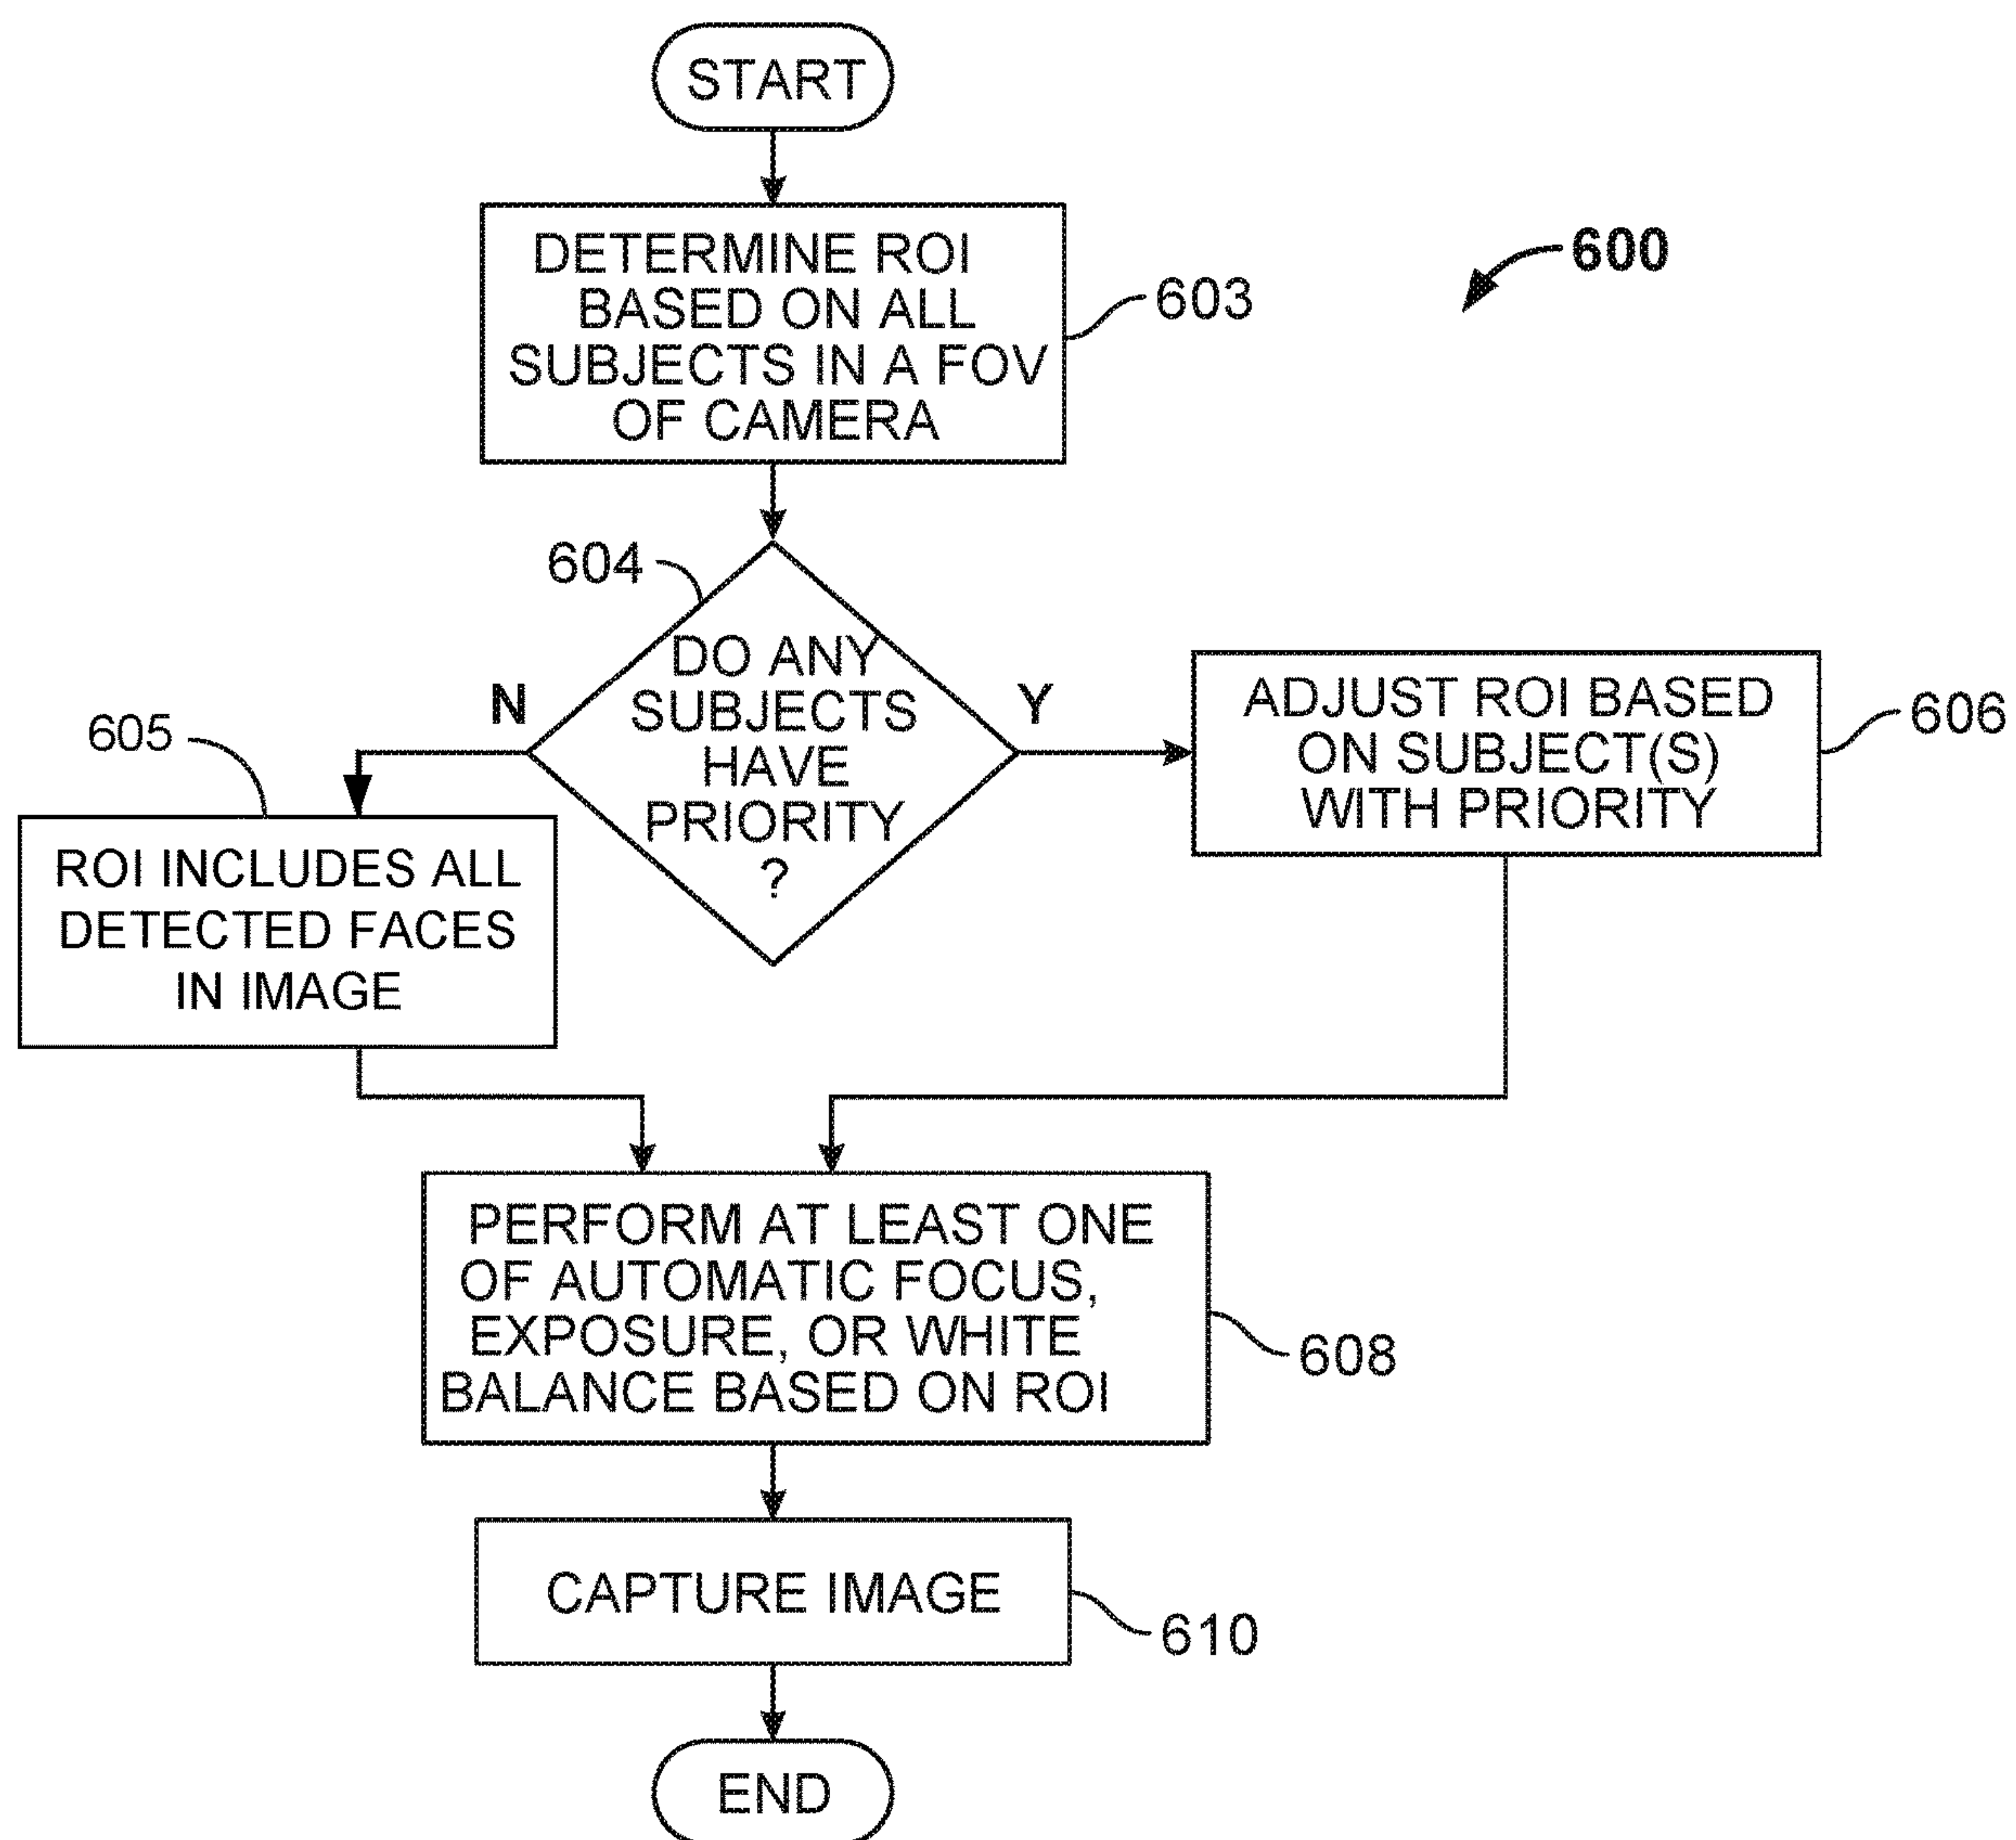 START
DETERMINE ROI
BASED ON ALL
SUBJECTS IN A FOV
OF CAMERA
603
600
604
DO ANY
SUBJECTS
HAVE
PRIORITY
?
N
Y
605
ROI INCLUDES ALL
DETECTED FACES
IN IMAGE
ADJUST ROI BASED
ON SUBJECT(S)
WITH PRIORITY
606
PERFORM AT LEAST ONE
OF AUTOMATIC FOCUS,
EXPOSURE, OR WHITE
BALANCE BASED ON ROI
608
CAPTURE IMAGE
610
END